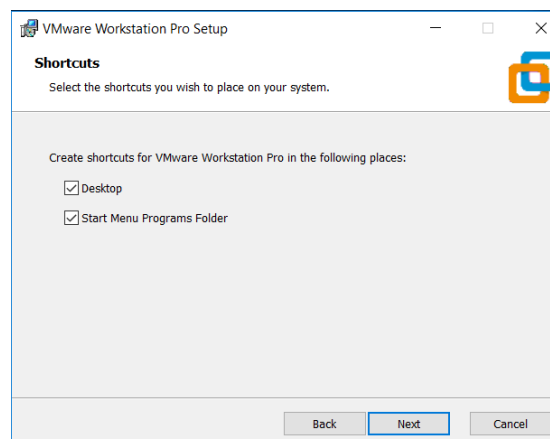 VMware Workstation Pro Setup
Shortcuts
Select the shortcuts you wish to place on your system.
Create shortcuts for VMware Workstation Pro in the following places:
Desktop
Start Menu Programs Folder
Back Next Cancel